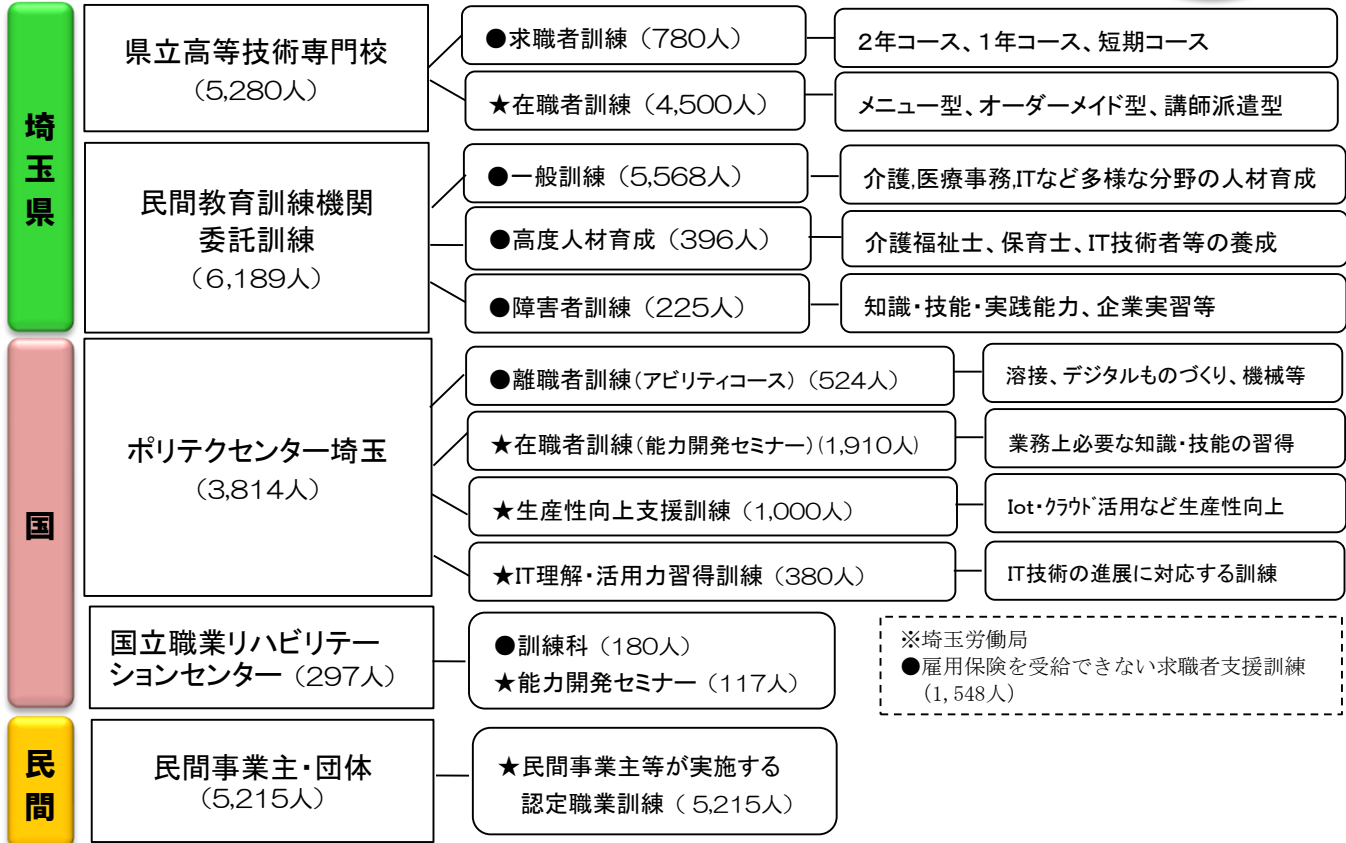 埼玉県
県立高等技術専門校
(5,280人)
●求職者訓練（780人）
2年コース、1年コース、短期コース
★在職者訓練（4,500人）
メニュー型、オーダーメイド型、講師派遣型
民間教育訓練機関
委託訓練
(6,189人)
●一般訓練（5,568人）
介護,医療事務,ITなど多様な分野の人材育成
●高度人材育成（396人）
介護福祉士、保育士、IT技術者等の養成
●障害者訓練（225人）
知識・技能・実践能力、企業実習等
国
ポリテクセンター埼玉
(3,814人)
●離職者訓練(アビリティコース)（524人）
溶接、デジタルものづくり、機械等
★在職者訓練(能力開発セミナー)(1,910人)
業務上必要な知識・技能の習得
★生産性向上支援訓練（1,000人）
Iot・ｸﾗｳﾄﾞ活用など生産性向上
★IT理解・活用力習得訓練（380人）
IT技術の進展に対応する訓練
国立職業リハビリテー
ションセンター（297人）
●訓練科（180人）
★能力開発セミナー（117人）
※埼玉労働局
●雇用保険を受給できない求職者支援訓練
(1,548人)
民間
民間事業主・団体
(5,215人)
★民間事業主等が実施する
認定職業訓練（ 5,215人）